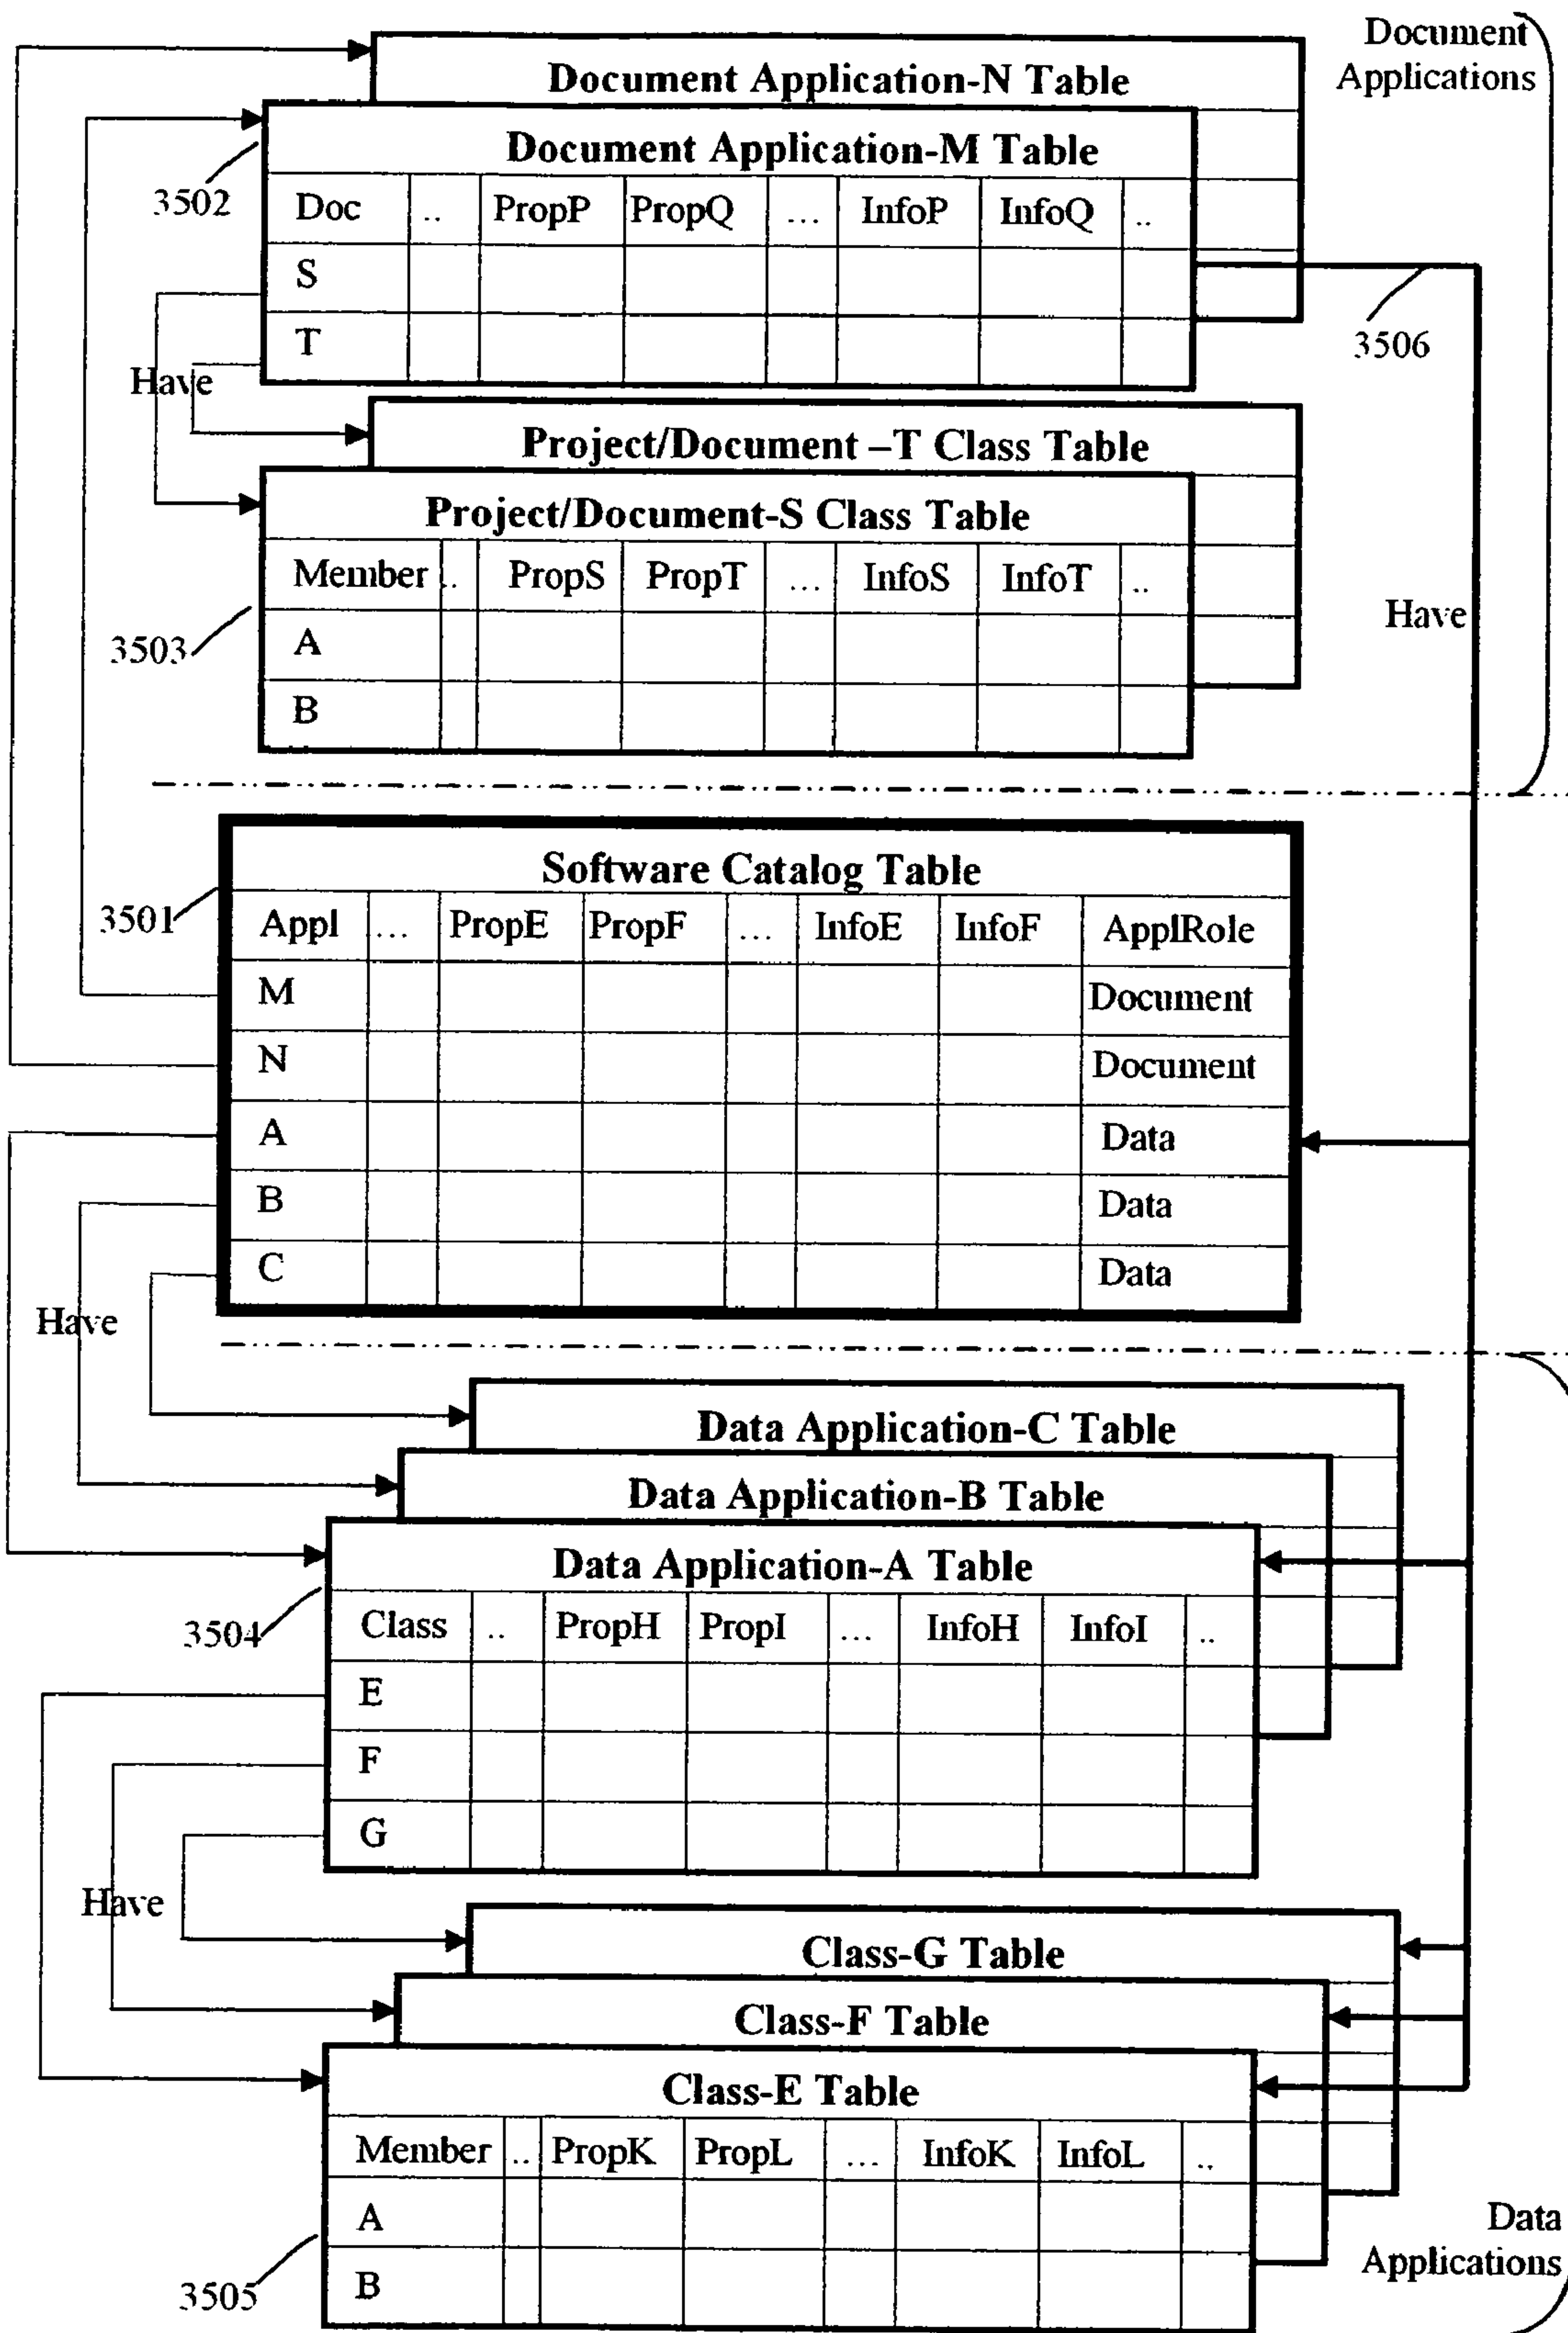 Document
Applications
Document Application-N Table
Document Application-M Table
3502
Doc .. PropP PropQ ... InfoP InfoQ ..
S
T
3506
Have
Project/Document –T Class Table
Project/Document-S Class Table
Member .. PropS PropT ... InfoS InfoT ..
Have
3503
A
B
Software Catalog Table
3501
Appl ... PropE PropF ... InfoE InfoF ApplRole
M Document
N Document
A Data
B Data
C Data
Have
Data Application-C Table
Data Application-B Table
Data Application-A Table
3504
Class .. PropH PropI ... InfoH InfoI ..
E
F
G
Have
Class-G Table
Class-F Table
Class-E Table
Member .. PropK PropL ... InfoK InfoL ..
A
B
3505
Data
Applications